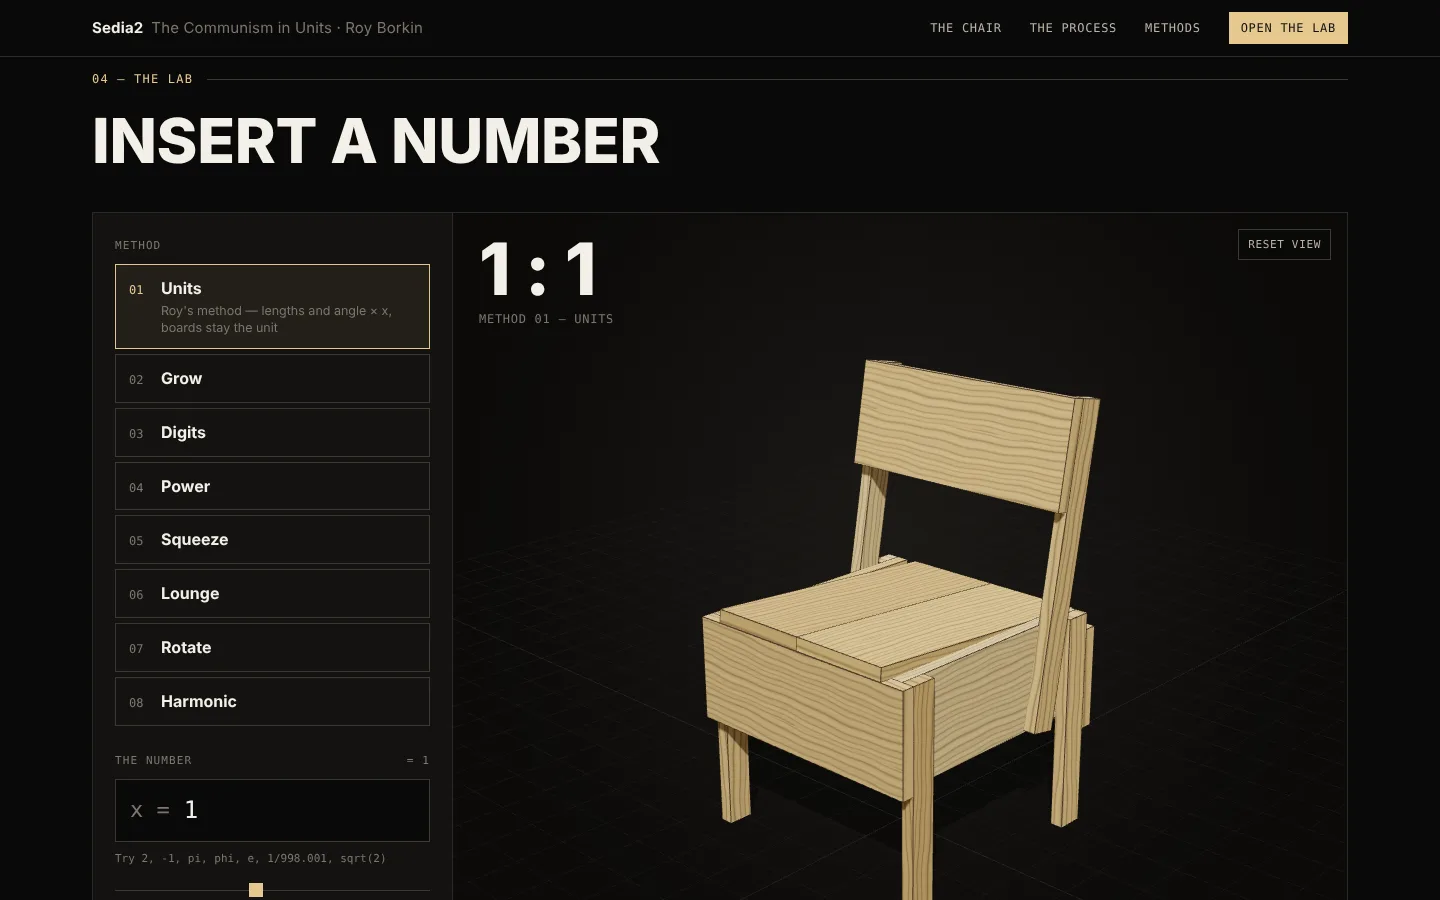 Sedia2 The Communism in Units · Roy Borkin
THE CHAIR
THE PROCESS
METHODS
OPEN THE LAB
04 — THE LAB
INSERT A NUMBER
METHOD
01 Units
Roy's method — lengths and angle × x,
boards stay the unit
02 Grow
03 Digits
04 Power
05 Squeeze
06 Lounge
07 Rotate
08 Harmonic
THE NUMBER = 1
x = 1
Try 2, -1, pi, phi, e, 1/998.001, sqrt(2)
1:1
METHOD 01 — UNITS
RESET VIEW